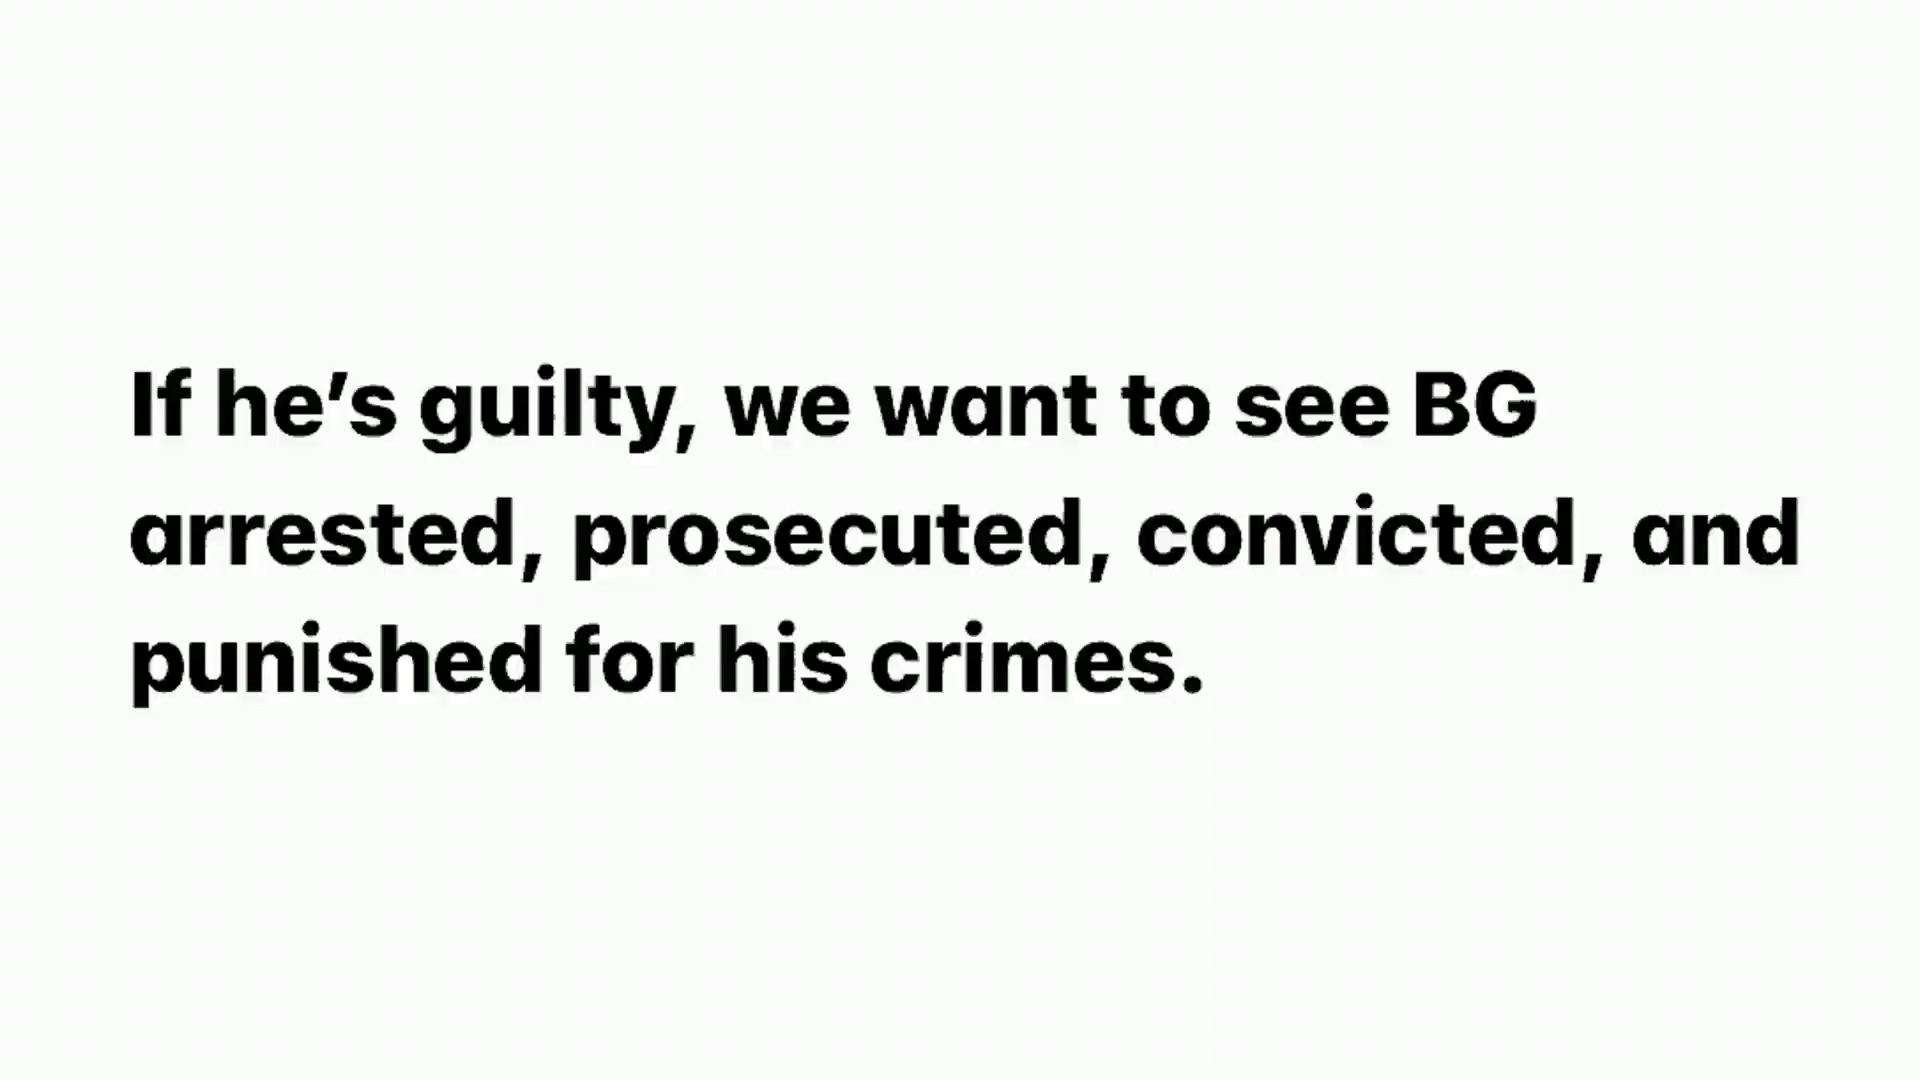 If he’s guilty, we want to see BG
arrested, prosecuted, convicted, and
punished for his crimes.